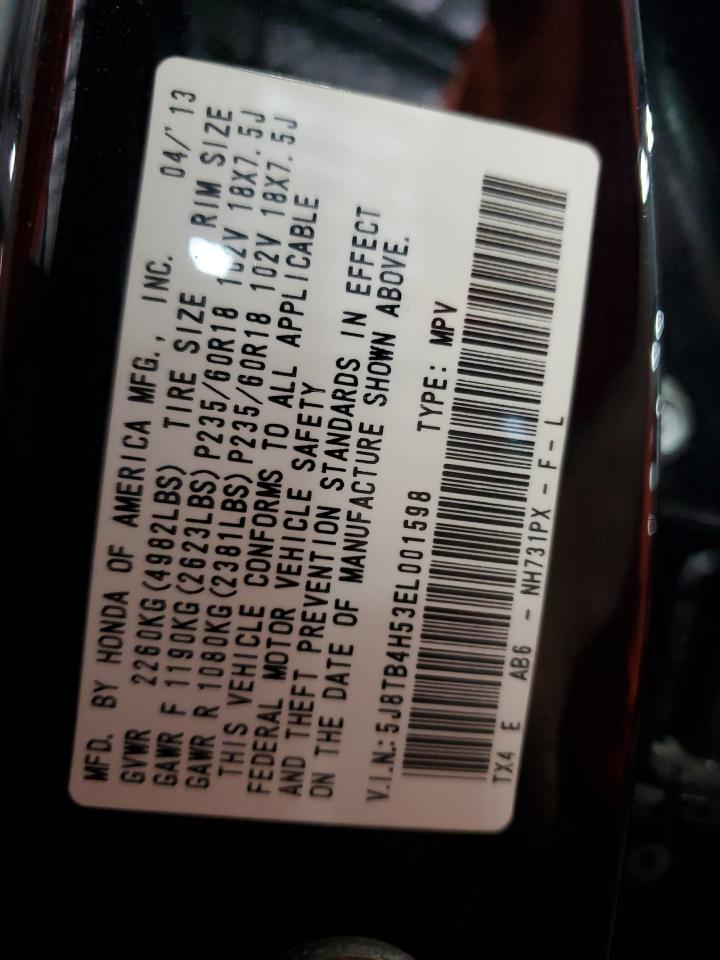 MFD. BY HONDA OF AMERICA MFG., INC. 04/'13
GVWR 2260KG(4982LBS) TIRE SIZE RIM SIZE
GAWR F 1190KG(2623LBS) P235/60R18 102V 18X7.5J
GAWR R 1080KG(2381LBS) P235/60R18 102V 18X7.5J
THIS VEHICLE CONFORMS TO ALL APPLICABLE
FEDERAL MOTOR VEHICLE SAFETY
AND THEFT PREVENTION STANDARDS IN EFFECT
ON THE DATE OF MANUFACTURE SHOWN ABOVE.
V.I.N.: 5J8TB4H53EL001598 TYPE: MPV
TX4 E AB6 - NH731PX - F - L